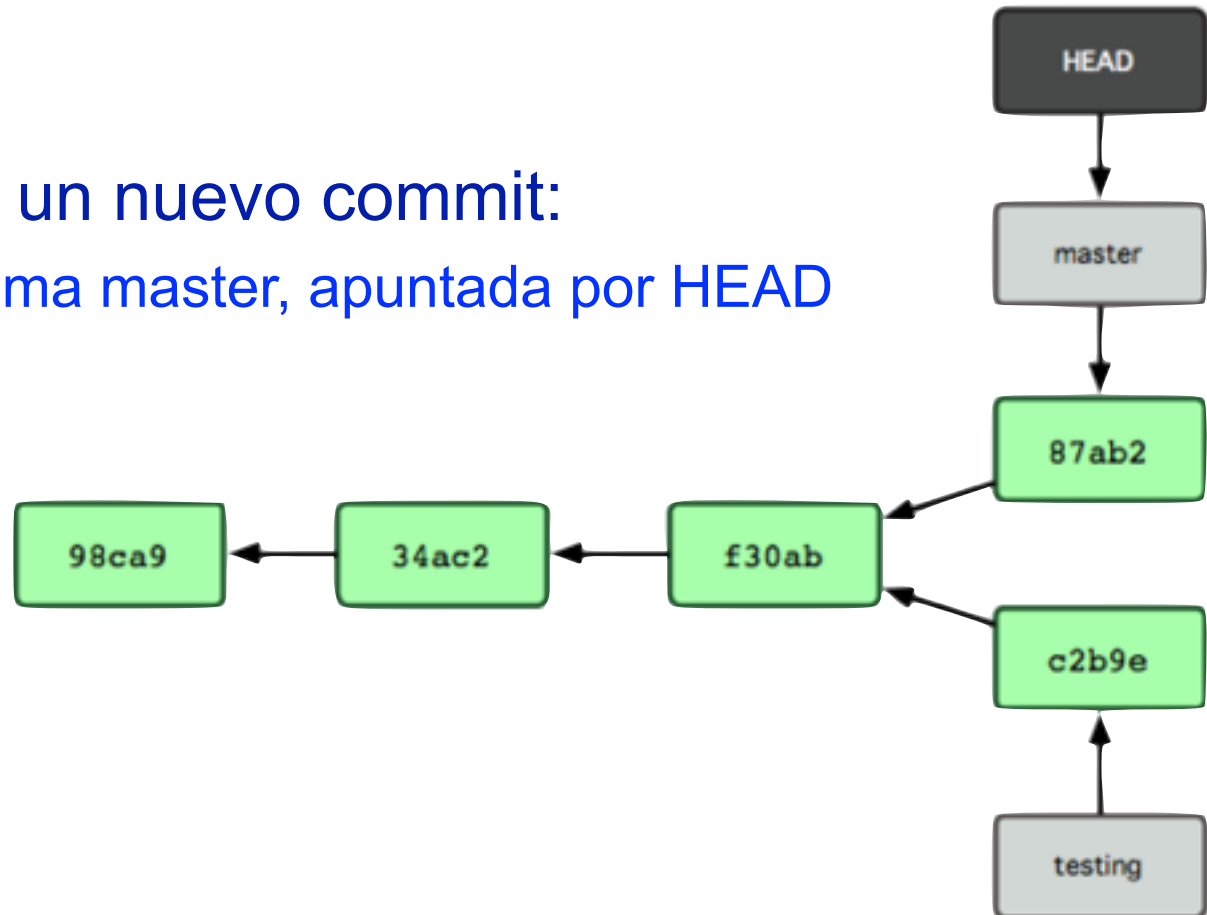 HEAD
un nuevo commit:
master
ma master, apuntada por HEAD
87ab2
98ca9
34ac2
f30ab
c2b9e
testing